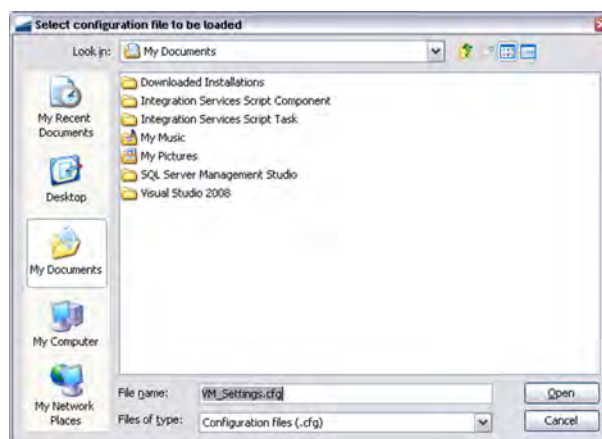 Select configuration file to be loaded
Look in: My Documents
My Recent
Documents
Desktop
My Documents
My Computer
My Network
Places
Downloaded Installations
Integration Services Script Component
Integration Services Script Task
My Music
My Pictures
SQL Server Management Studio
Visual Studio 2008
File name: VM_Settings.cfg Open
Files of type: Configuration files (.cfg) Cancel